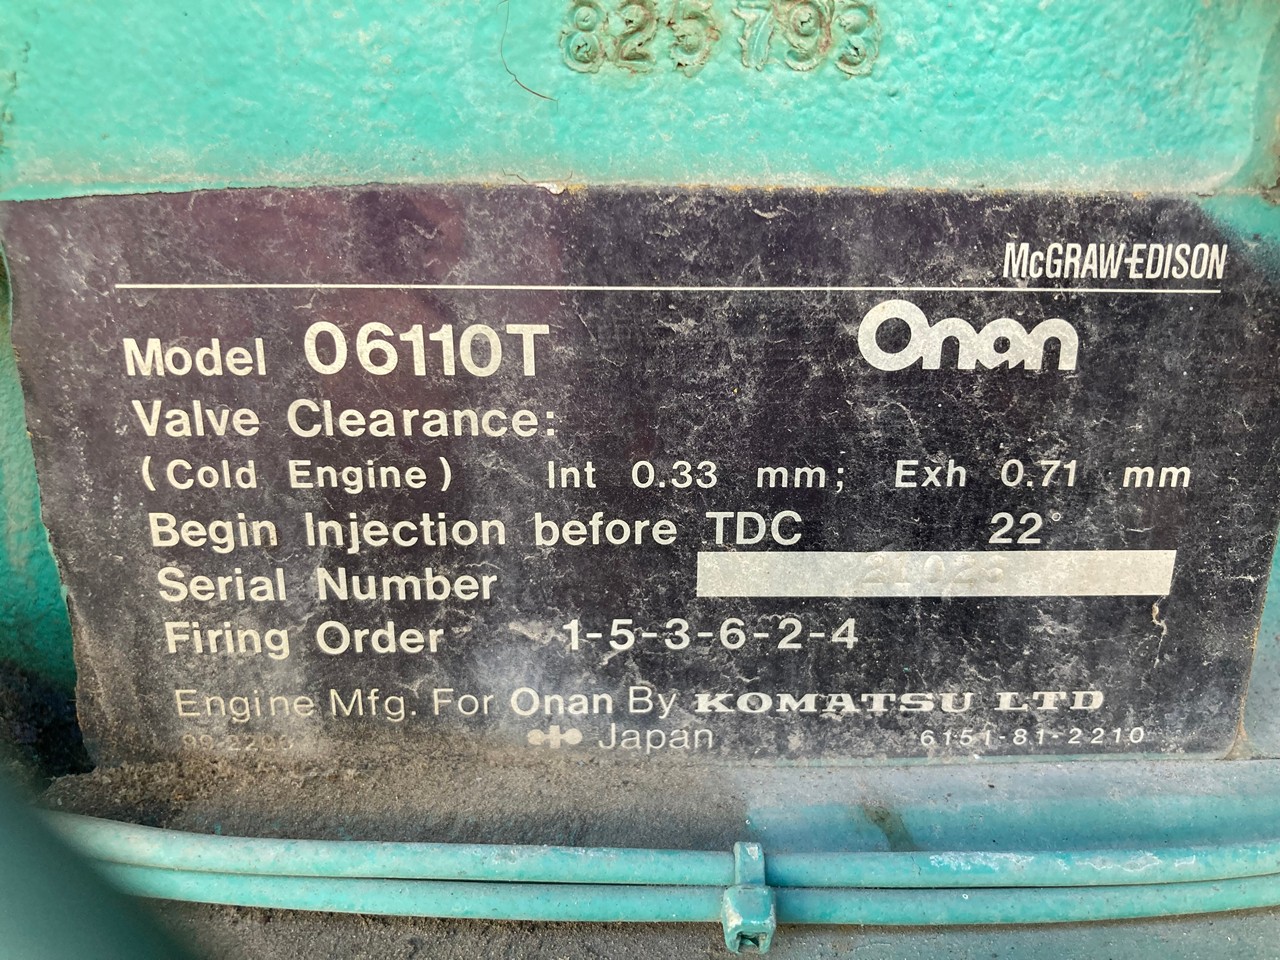 825793
McGRAW-EDISON
Model 06110T Onan
Valve Clearance:
(Cold Engine) Int 0.33 mm; Exh 0.71 mm
Begin Injection before TDC 22°
Serial Number
Firing Order 1-5-3-6-2-4
Engine Mfg. For Onan By KOMATSU LTD
Japan 6151-81-2210